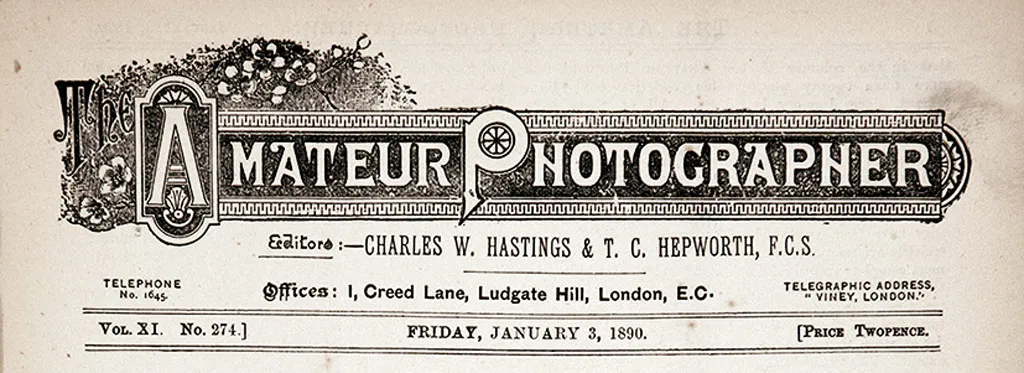 The AMATEUR PHOTOGRAPHER
Editors:—CHARLES W. HASTINGS & T. C. HEPWORTH, F.C.S.
TELEPHONE
No. 1645.
Offices: 1, Creed Lane, Ludgate Hill, London, E.C.
TELEGRAPHIC ADDRESS,
"VINEY, LONDON."
VOL. XI. No. 274.]
FRIDAY, JANUARY 3, 1890.
[PRICE TWOPENCE.